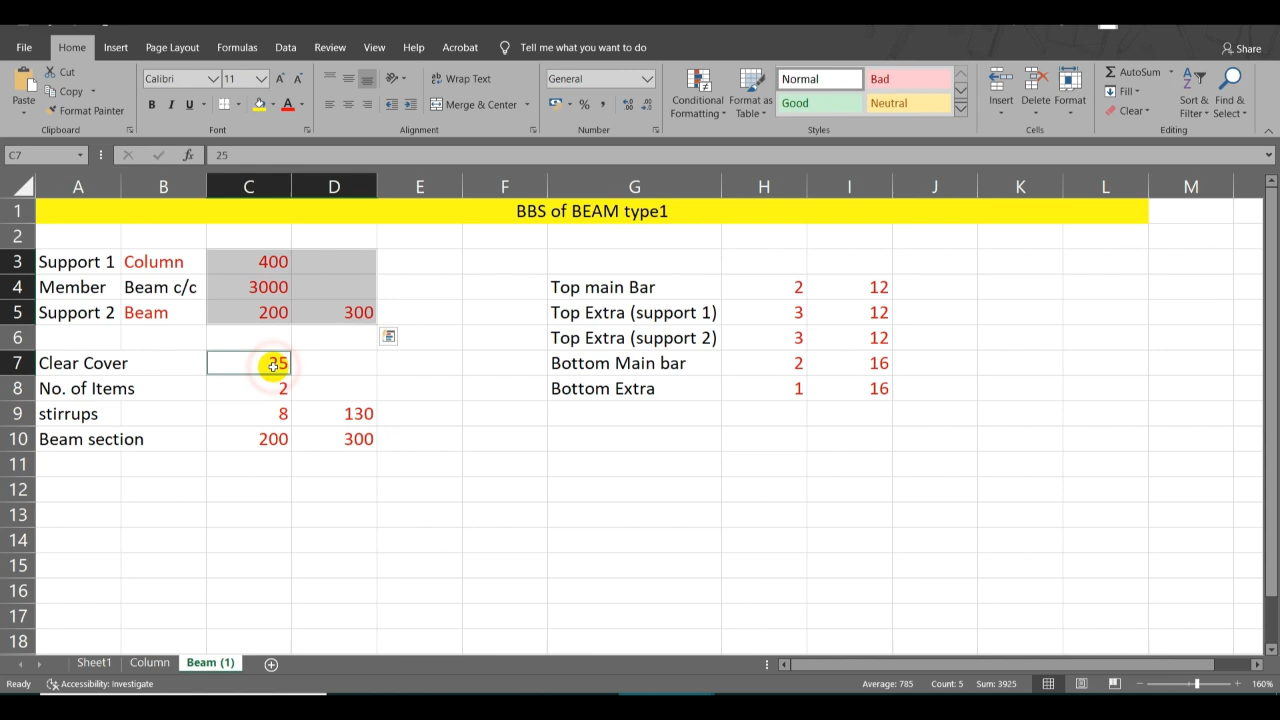 File Home Insert Page Layout Formulas Data Review View Help Acrobat Tell me what you want to do Share
Paste Cut Copy Format Painter Clipboard
Calibri 11 B I U Font
Wrap Text Merge & Center Alignment
General Number
Conditional Formatting Format as Table Normal Bad Good Neutral Styles
Insert Delete Format Cells
AutoSum Fill Clear Sort & Filter Find & Select Editing
C7 fx 25
A B C D E F G H I J K L M
1 BBS of BEAM type1
2
3 Support 1 Column 400
4 Member Beam c/c 3000 Top main Bar 2 12
5 Support 2 Beam 200 300 Top Extra (support 1) 3 12
6 Top Extra (support 2) 3 12
7 Clear Cover 25 Bottom Main bar 2 16
8 No. of Items 2 Bottom Extra 1 16
9 stirrups 8 130
10 Beam section 200 300
11
12
13
14
15
16
17
18
Sheet1 Column Beam (1)
Ready Accessibility: Investigate Average: 785 Count: 5 Sum: 3925 160%